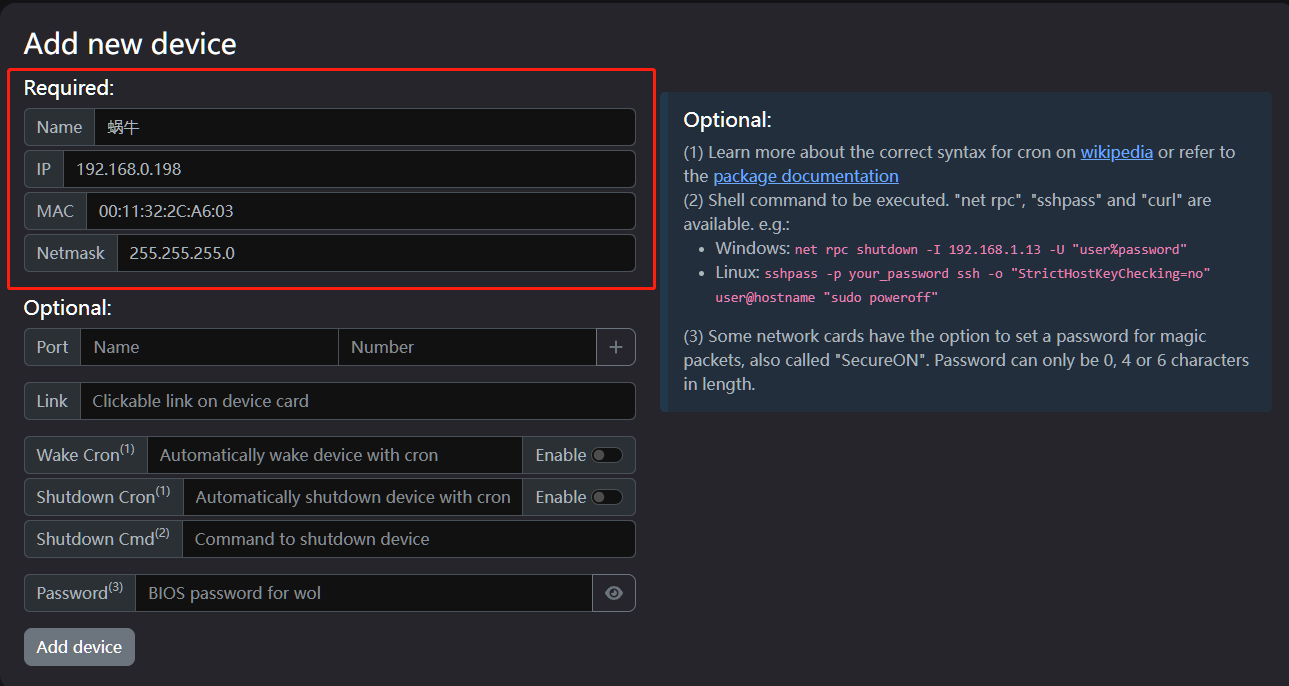 Add new device
Required:
Name 蜗牛
IP 192.168.0.198
MAC 00:11:32:2C:A6:03
Netmask 255.255.255.0
Optional:
Port Name Number +
Link Clickable link on device card
Wake Cron(1) Automatically wake device with cron Enable
Shutdown Cron(1) Automatically shutdown device with cron Enable
Shutdown Cmd(2) Command to shutdown device
Password(3) BIOS password for wol
Add device
Optional:
(1) Learn more about the correct syntax for cron on wikipedia or refer to
the package documentation
(2) Shell command to be executed. "net rpc", "sshpass" and "curl" are
available. e.g.:
• Windows: net rpc shutdown -I 192.168.1.13 -U "user%password"
• Linux: sshpass -p your_password ssh -o "StrictHostKeyChecking=no"
user@hostname "sudo poweroff"
(3) Some network cards have the option to set a password for magic
packets, also called "SecureON". Password can only be 0, 4 or 6 characters
in length.